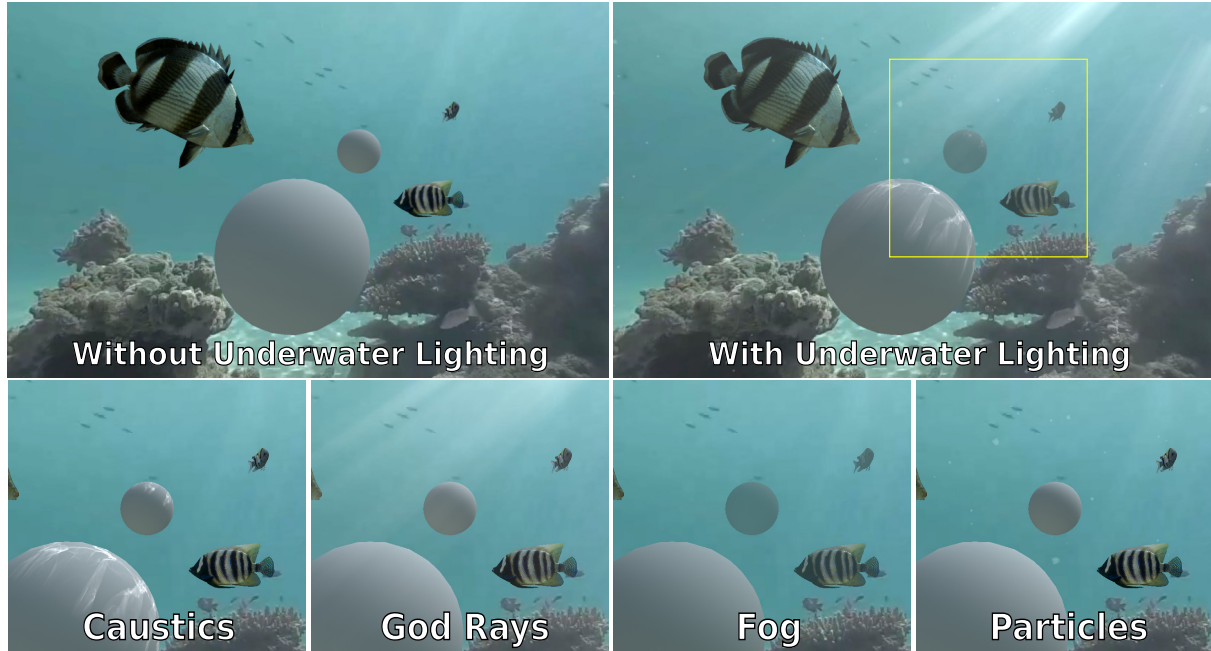 Without Underwater Lighting
With Underwater Lighting
Caustics
God Rays
Fog
Particles